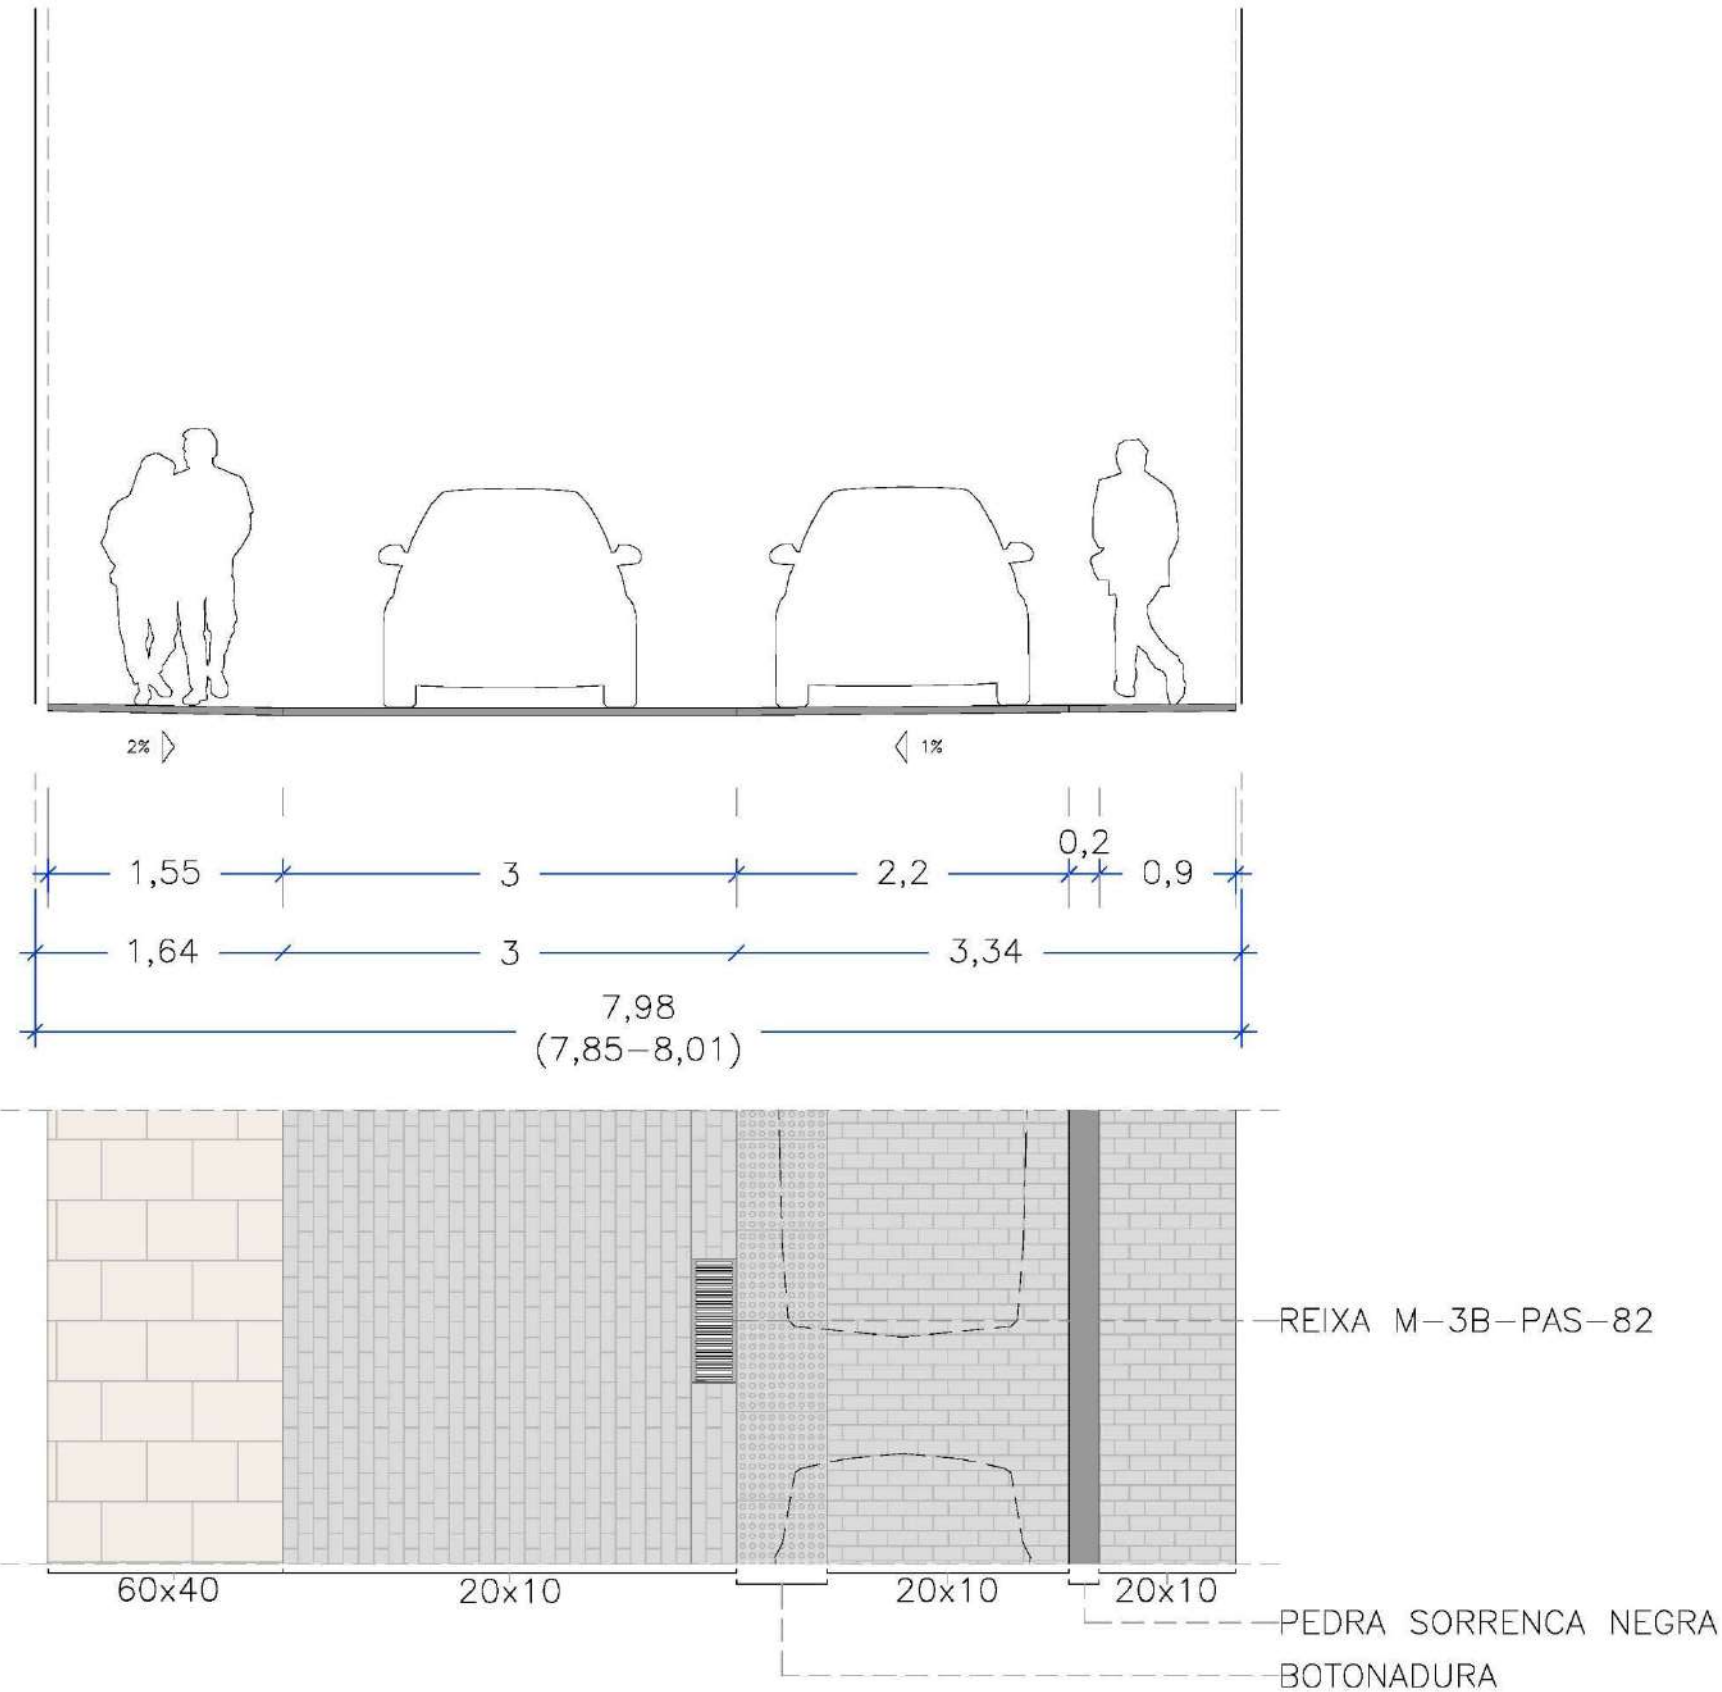 2%
1%
0,2
1,55 3 2,2 0,9
1,64 3 3,34
7,98
(7,85-8,01)
REIXA M-3B-PAS-82
60x40 20x10 20x10 20x10
PEDRA SORRENCA NEGRA
BOTONADURA